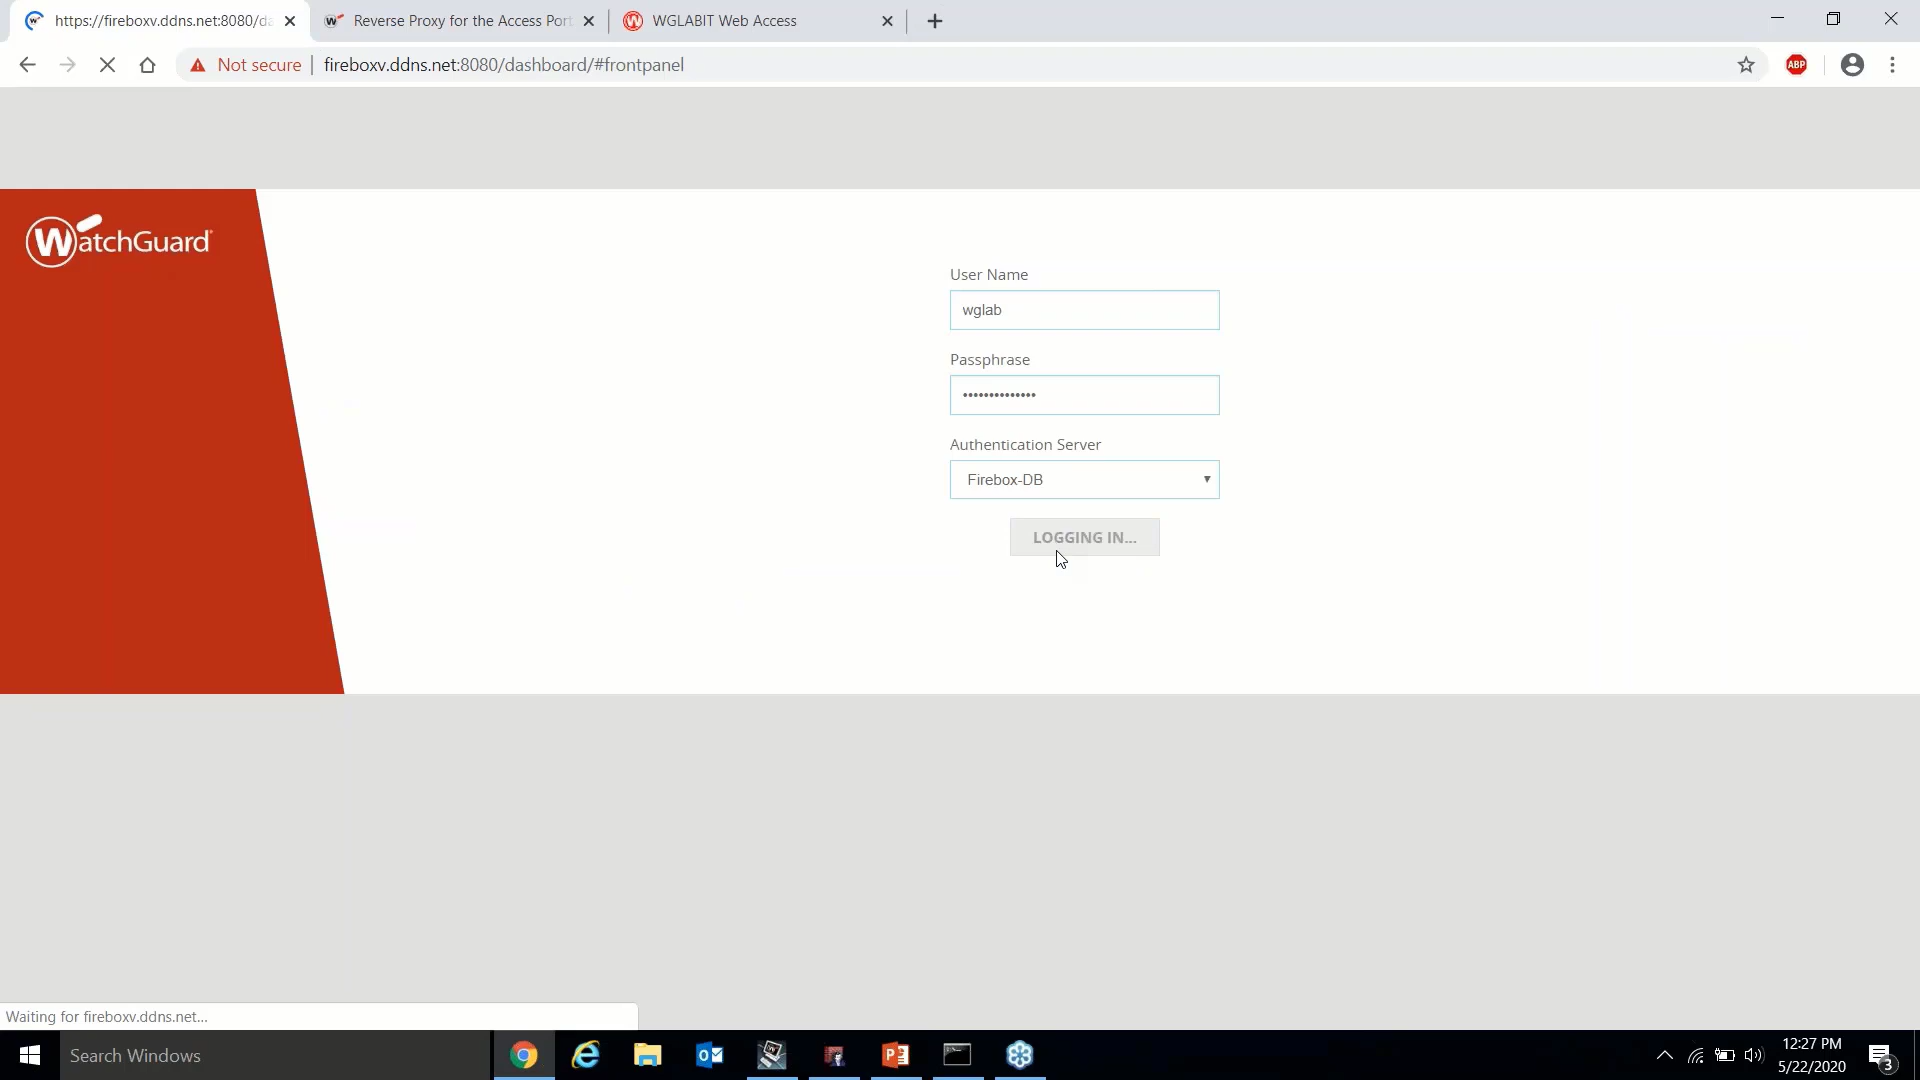 https://fireboxv.ddns.net:8080/da
Reverse Proxy for the Access Port
WGLABIT Web Access
Not secure
fireboxv.ddns.net:8080/dashboard/#frontpanel
ABP
WatchGuard
User Name
wglab
Passphrase
••••••••••••••
Authentication Server
Firebox-DB
LOGGING IN...
Waiting for fireboxv.ddns.net...
Search Windows
12:27 PM
5/22/2020
3